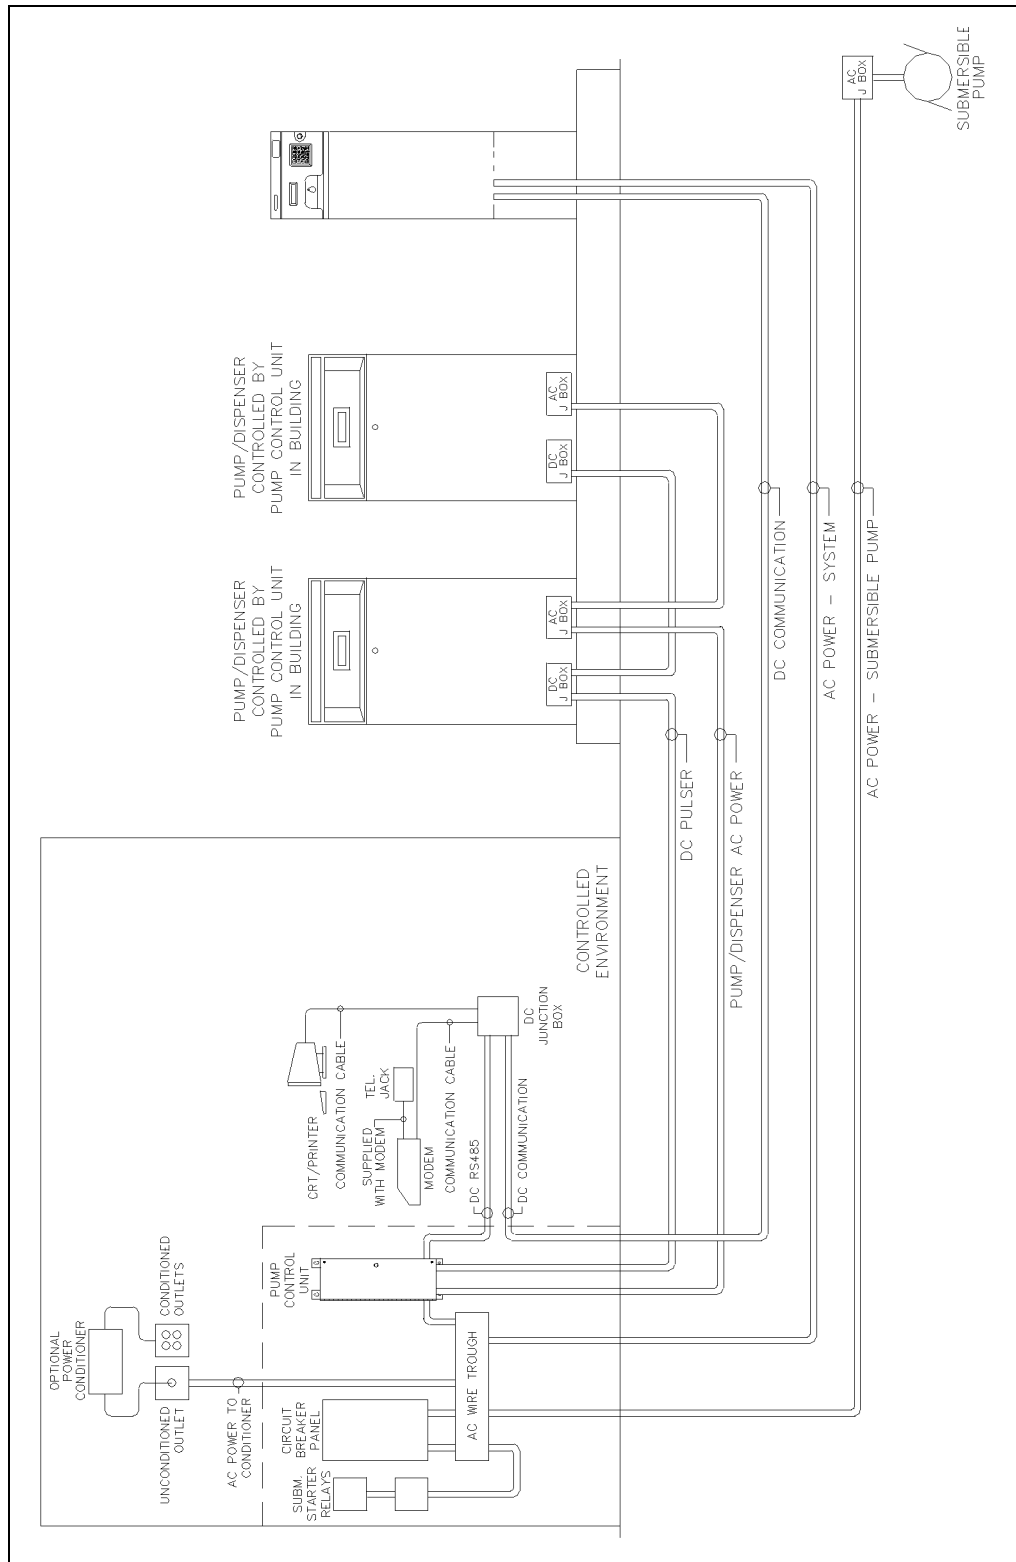 OPTIONAL
POWER
CONDITIONER
CONDITIONED
OUTLETS
UNCONDITIONED
OUTLET
AC POWER TO
CONDITIONER
SUBM.
STARTER
RELAYS
CIRCUIT
BREAKER
PANEL
PUMP
CONTROL
UNIT
AC WIRE TROUGH
CRT/PRINTER
COMMUNICATION CABLE
SUPPLIED
WITH MODEM
TEL.
JACK
MODEM
COMMUNICATION CABLE
DC RS485
DC COMMUNICATION
DC
JUNCTION
BOX
CONTROLLED
ENVIRONMENT
PUMP/DISPENSER
CONTROLLED BY
PUMP CONTROL UNIT
IN BUILDING
DC
J BOX
AC
J BOX
PUMP/DISPENSER
CONTROLLED BY
PUMP CONTROL UNIT
IN BUILDING
DC
J BOX
AC
J BOX
DC PULSER
PUMP/DISPENSER AC POWER
DC COMMUNICATION
AC POWER – SYSTEM
AC POWER – SUBMERSIBLE PUMP
AC
J BOX
SUBMERSIBLE
PUMP